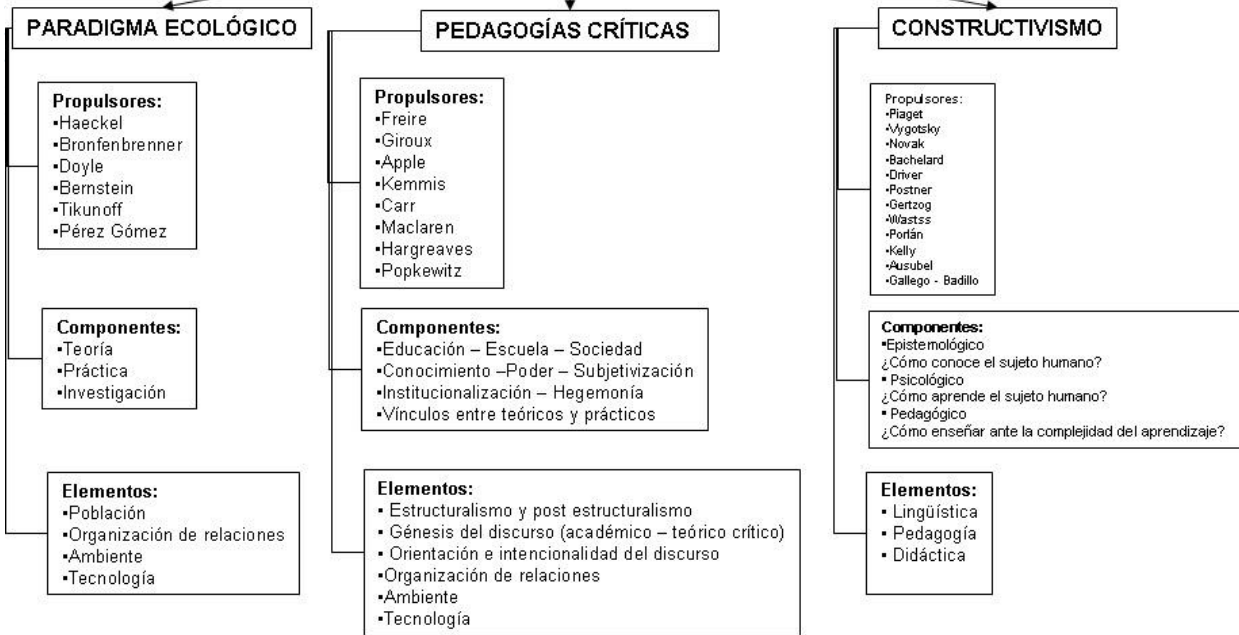 PARADIGMA ECOLÓGICO
Propulsores:
▪Haeckel
▪Bronfenbrenner
▪Doyle
▪Bernstein
▪Tikunoff
▪Pérez Gómez
Componentes:
▪Teoría
▪Práctica
▪Investigación
Elementos:
▪Población
▪Organización de relaciones
▪Ambiente
▪Tecnología
PEDAGOGÍAS CRÍTICAS
Propulsores:
▪Freire
▪Giroux
▪Apple
▪Kemmis
▪Carr
▪Maclaren
▪Hargreaves
▪Popkewitz
Componentes:
▪Educación – Escuela – Sociedad
▪Conocimiento –Poder – Subjetivización
▪Institucionalización – Hegemonía
▪Vínculos entre teóricos y prácticos
Elementos:
▪ Estructuralismo y post estructuralismo
▪ Génesis del discurso (académico – teórico crítico)
▪ Orientación e intencionalidad del discurso
▪Organización de relaciones
▪Ambiente
▪Tecnología
CONSTRUCTIVISMO
Propulsores:
▪Piaget
▪Vygotsky
▪Novak
▪Bachelard
▪Driver
▪Postner
▪Gertzog
▪Wastss
▪Porlán
▪Kelly
▪Ausubel
▪Gallego - Badillo
Componentes:
▪Epistemológico
¿Cómo conoce el sujeto humano?
▪ Psicológico
¿Cómo aprende el sujeto humano?
▪ Pedagógico
¿Cómo enseñar ante la complejidad del aprendizaje?
Elementos:
▪ Lingüística
▪ Pedagogía
▪ Didáctica